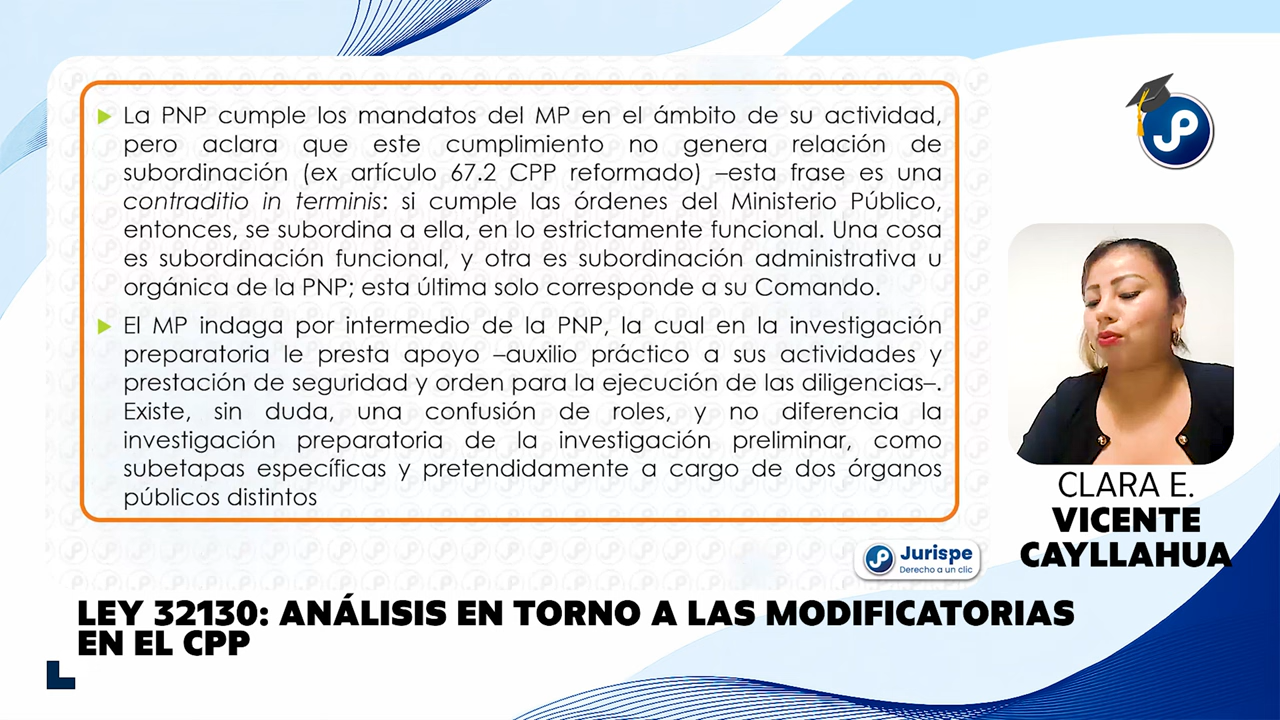 La PNP cumple los mandatos del MP en el ámbito de su actividad,
pero aclara que este cumplimiento no genera relación de
subordinación (ex artículo 67.2 CPP reformado) –esta frase es una
contraditio in terminis: si cumple las órdenes del Ministerio Público,
entonces, se subordina a ella, en lo estrictamente funcional. Una cosa
es subordinación funcional, y otra es subordinación administrativa u
orgánica de la PNP; esta última solo corresponde a su Comando.
El MP indaga por intermedio de la PNP, la cual en la investigación
preparatoria le presta apoyo –auxilio práctico a sus actividades y
prestación de seguridad y orden para la ejecución de las diligencias–.
Existe, sin duda, una confusión de roles, y no diferencia la
investigación preparatoria de la investigación preliminar, como
subetapas específicas y pretendidamente a cargo de dos órganos
públicos distintos
JP
CLARA E.
VICENTE
CAYLLAHUA
Jurispe
Derecho a un clic
LEY 32130: ANÁLISIS EN TORNO A LAS MODIFICATORIAS
EN EL CPP